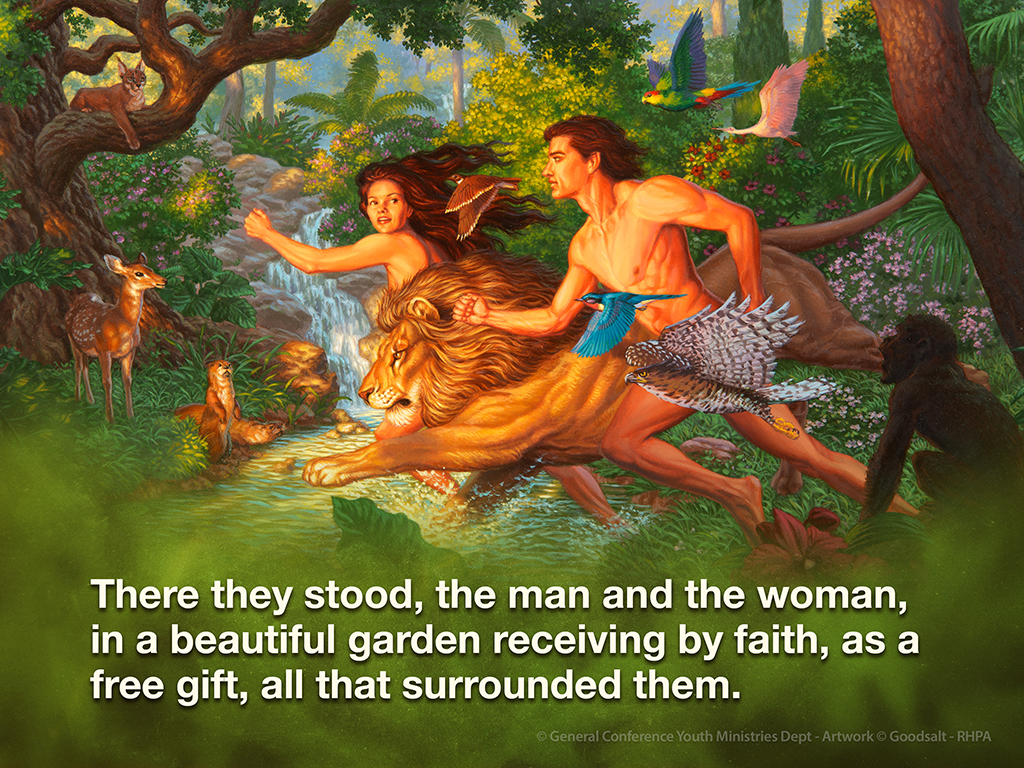 There they stood, the man and the woman,
in a beautiful garden receiving by faith, as a
free gift, all that surrounded them.
© General Conference Youth Ministries Dept - Artwork © Goodsalt - RHPA